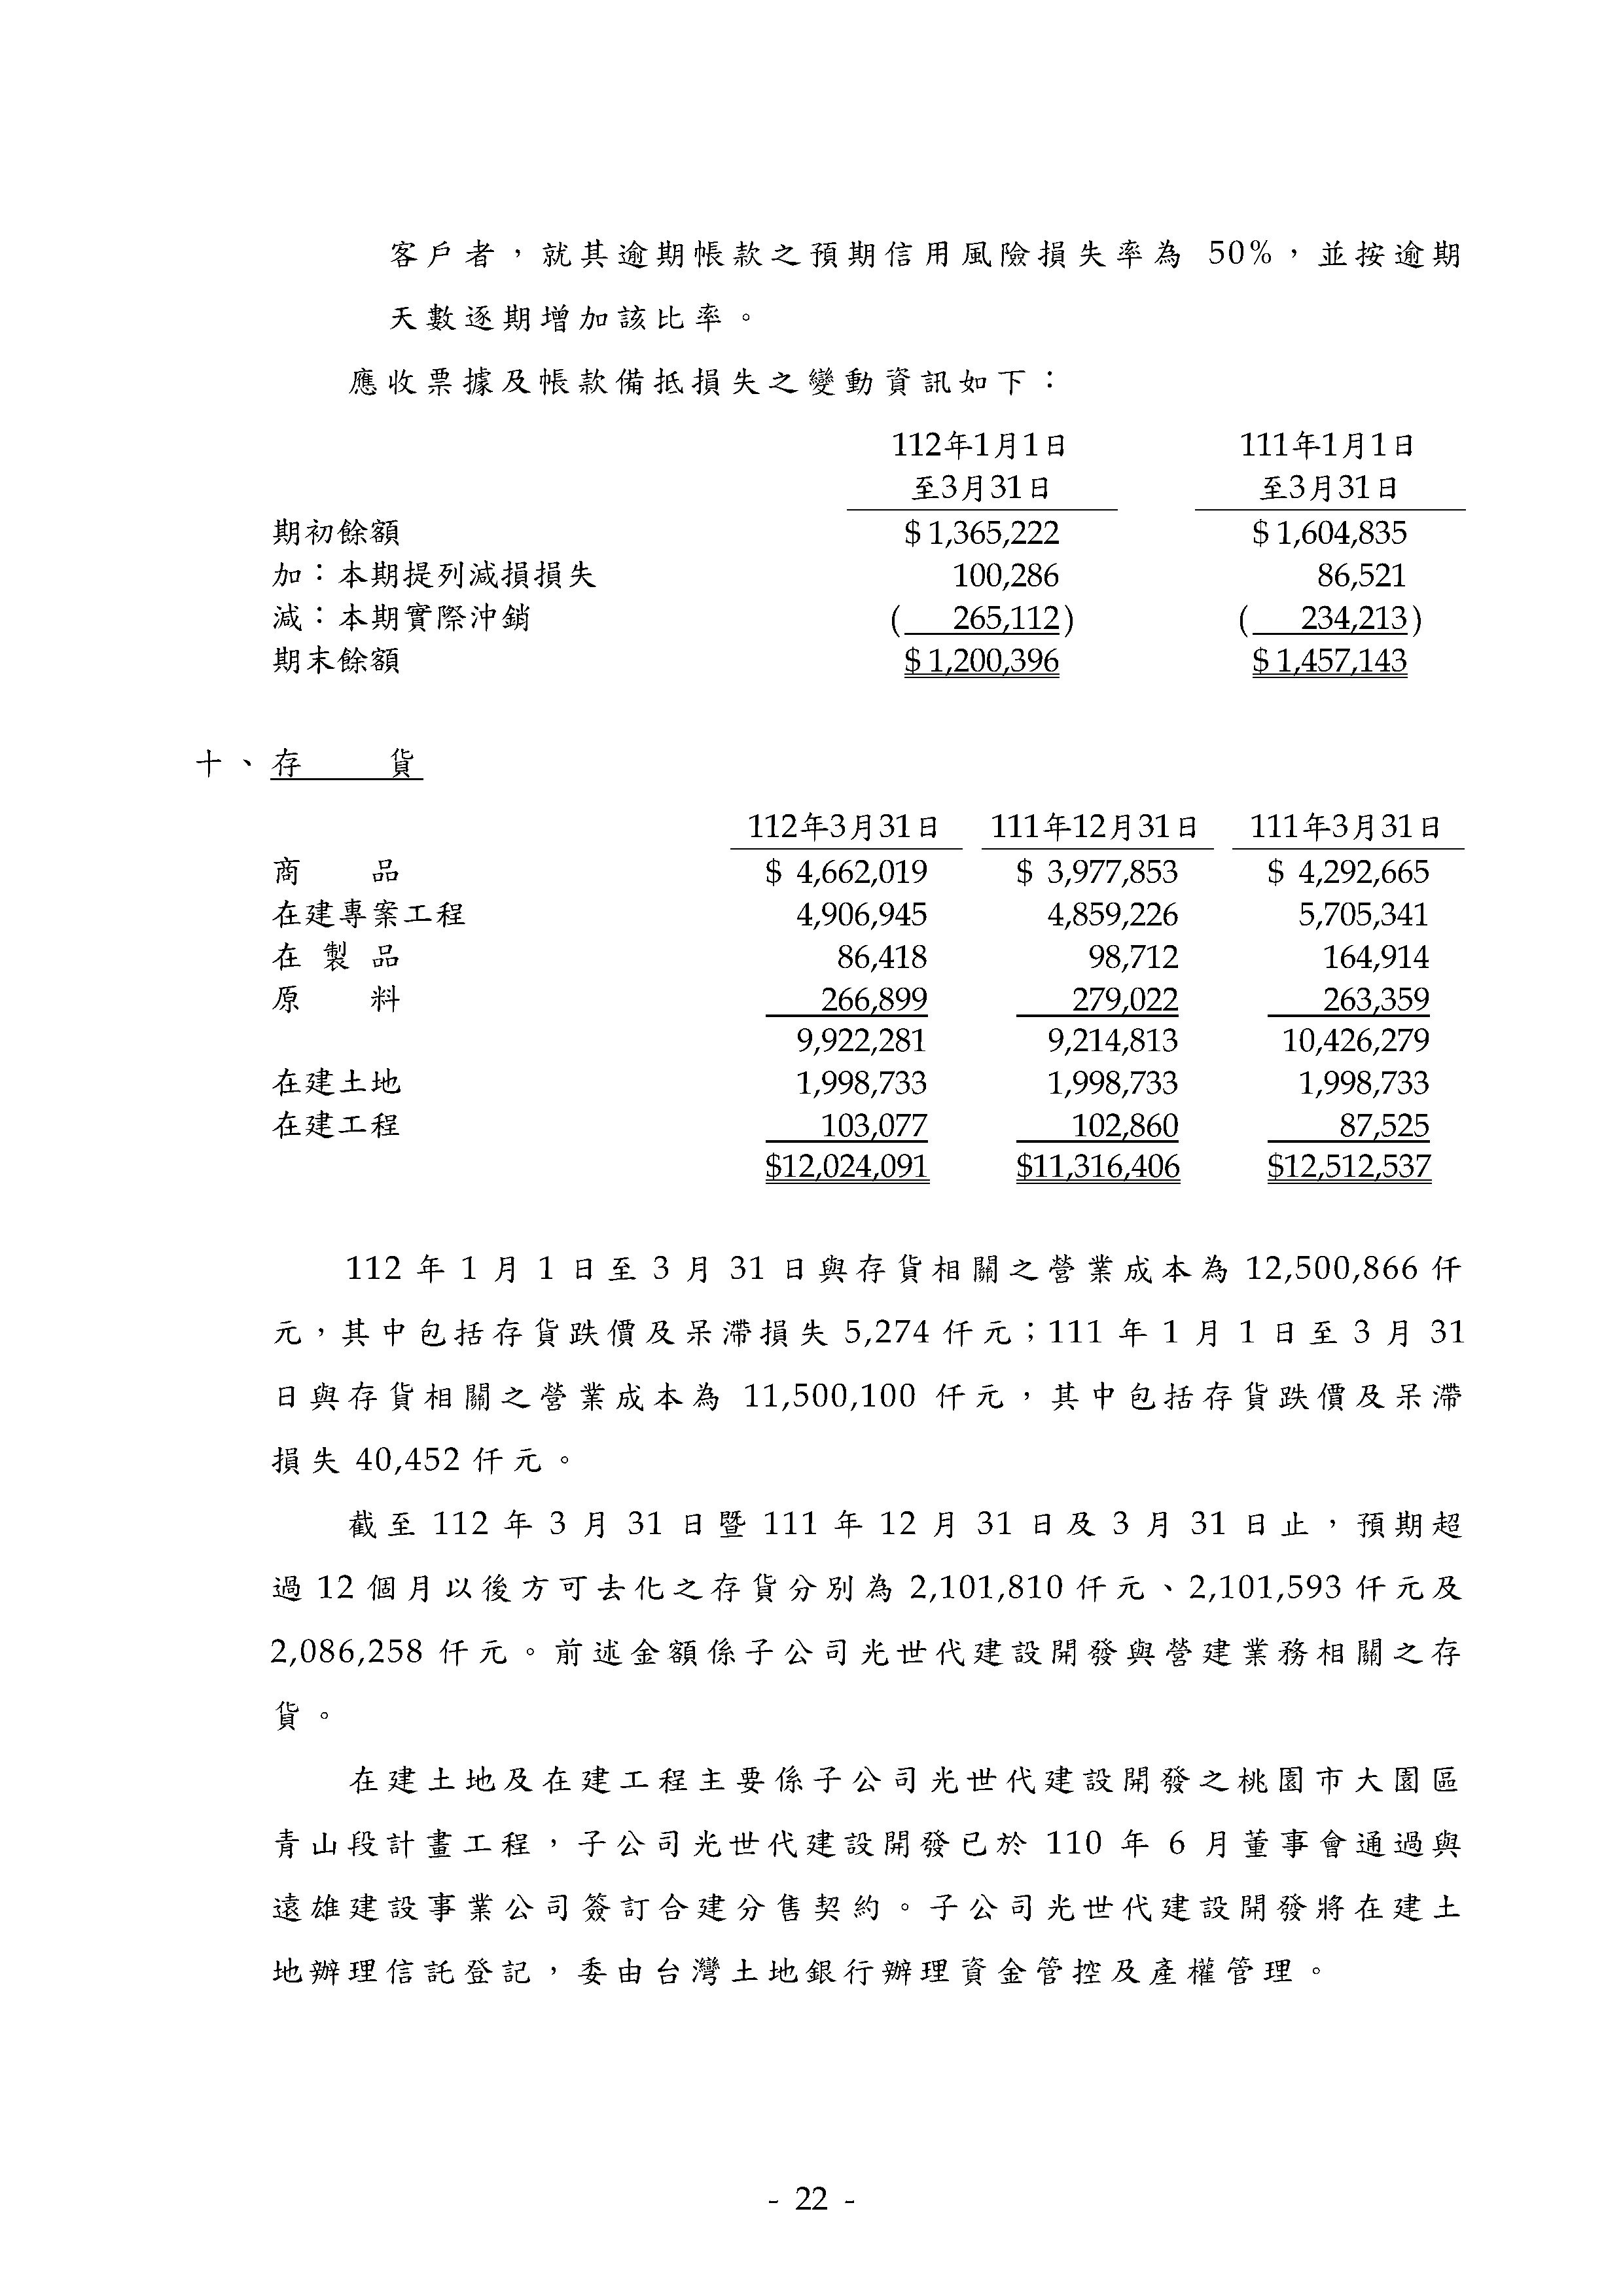 客戶者，就其逾期帳款之預期信用風險損失率為 50%，並按逾期
天數逐期增加該比率。
應收票據及帳款備抵損失之變動資訊如下：
112年1月1日 111年1月1日
至3月31日 至3月31日
期初餘額 $ 1,365,222 $ 1,604,835
加：本期提列減損損失 100,286 86,521
減：本期實際沖銷 ( 265,112) ( 234,213)
期末餘額 $ 1,200,396 $ 1,457,143
十、存 貨
112年3月31日 111年12月31日 111年3月31日
商 品 $ 4,662,019 $ 3,977,853 $ 4,292,665
在建專案工程 4,906,945 4,859,226 5,705,341
在 製 品 86,418 98,712 164,914
原 料 266,899 279,022 263,359
9,922,281 9,214,813 10,426,279
在建土地 1,998,733 1,998,733 1,998,733
在建工程 103,077 102,860 87,525
$12,024,091 $11,316,406 $12,512,537
112 年 1 月 1 日至 3 月 31 日與存貨相關之營業成本為 12,500,866 仟
元，其中包括存貨跌價及呆滯損失 5,274 仟元；111 年 1 月 1 日至 3 月 31
日與存貨相關之營業成本為 11,500,100 仟元，其中包括存貨跌價及呆滯
損失 40,452 仟元。
截至 112 年 3 月 31 日暨 111 年 12 月 31 日及 3 月 31 日止，預期超
過 12 個月以後方可去化之存貨分別為 2,101,810 仟元、2,101,593 仟元及
2,086,258 仟元。前述金額係子公司光世代建設開發與營建業務相關之存
貨。
在建土地及在建工程主要係子公司光世代建設開發之桃園市大園區
青山段計畫工程，子公司光世代建設開發已於 110 年 6 月董事會通過與
遠雄建設事業公司簽訂合建分售契約。子公司光世代建設開發將在建土
地辦理信託登記，委由台灣土地銀行辦理資金管控及產權管理。
- 22 -